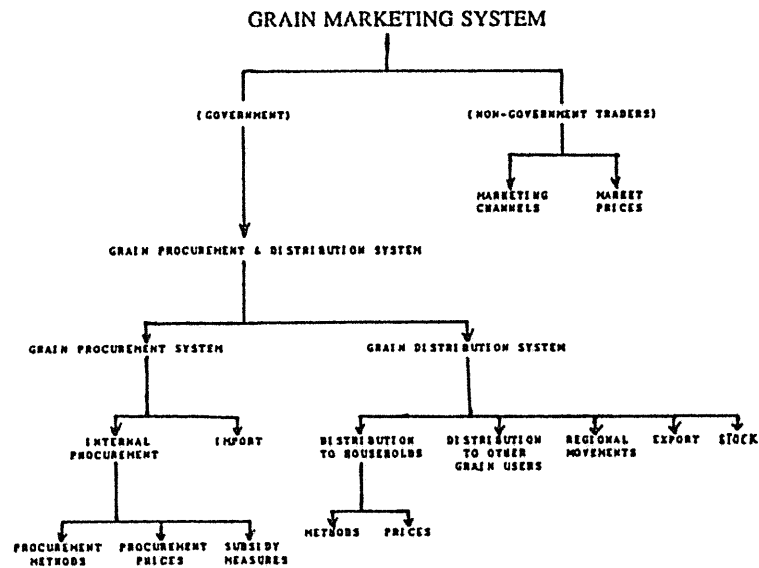 GRAIN MARKETING SYSTEM
(GOVERNMENT)
(NON-GOVERNMENT TRADERS)
MARKETING
CHANNELS
MARKET
PRICES
GRAIN PROCUREMENT & DISTRIBUTION SYSTEM
GRAIN PROCUREMENT SYSTEM
GRAIN DISTRIBUTION SYSTEM
INTERNAL
PROCUREMENT
IMPORT
DISTRIBUTION
TO HOUSEHOLDS
DISTRIBUTION
TO OTHER
GRAIN USERS
REGIONAL
MOVEMENTS
EXPORT
STOCK
METHODS
PRICES
PROCUREMENT
METHODS
PROCUREMENT
PRICES
SUBSIDY
MEASURES